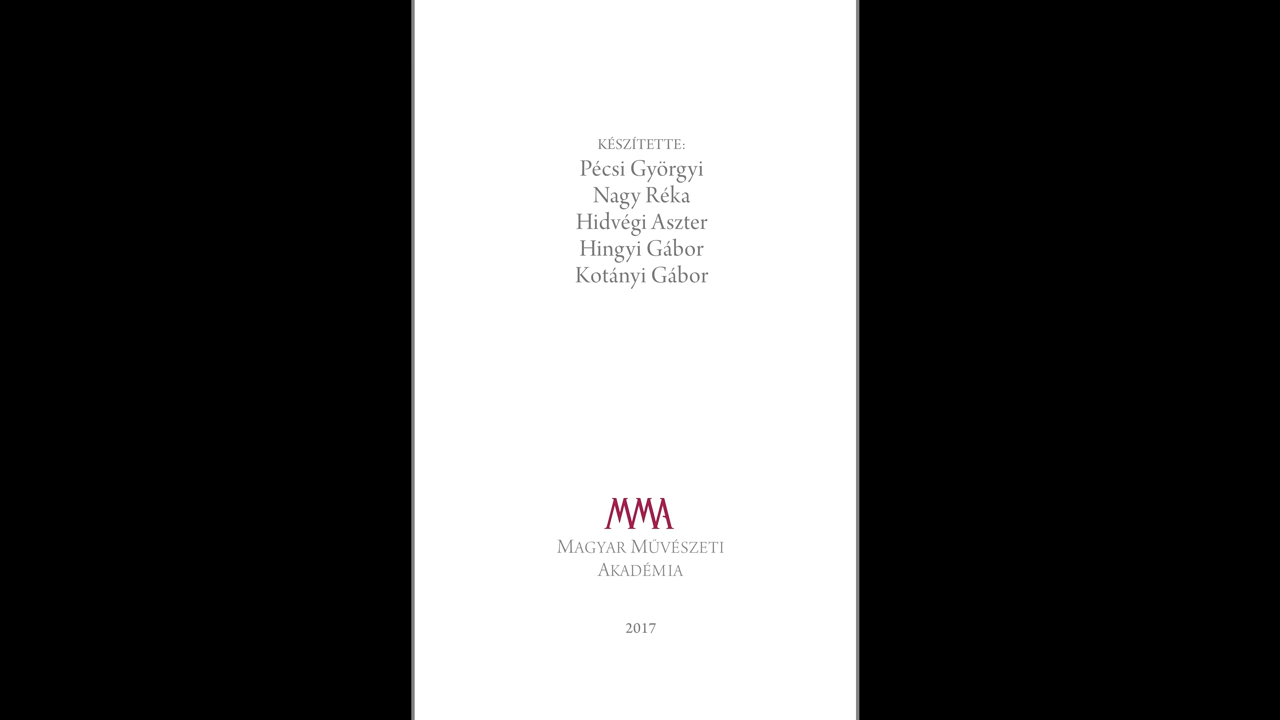 KÉSZÍTETTE:
Pécsi Györgyi
Nagy Réka
Hidvégi Aszter
Hingyi Gábor
Kotányi Gábor
MMA
MAGYAR MŰVÉSZETI
AKADÉMIA
2017